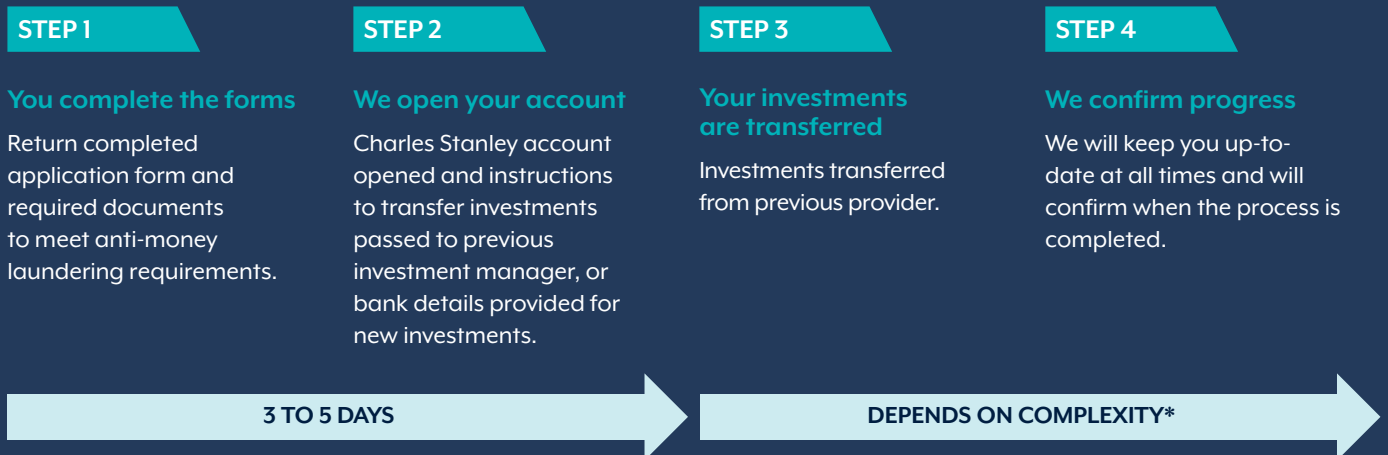 STEP 1
You complete the forms
Return completed
application form and
required documents
to meet anti-money
laundering requirements.
STEP 2
We open your account
Charles Stanley account
opened and instructions
to transfer investments
passed to previous
investment manager, or
bank details provided for
new investments.
STEP 3
Your investments
are transferred
Investments transferred
from previous provider.
STEP 4
We confirm progress
We will keep you up-to-
date at all times and will
confirm when the process is
completed.
3 TO 5 DAYS
DEPENDS ON COMPLEXITY*